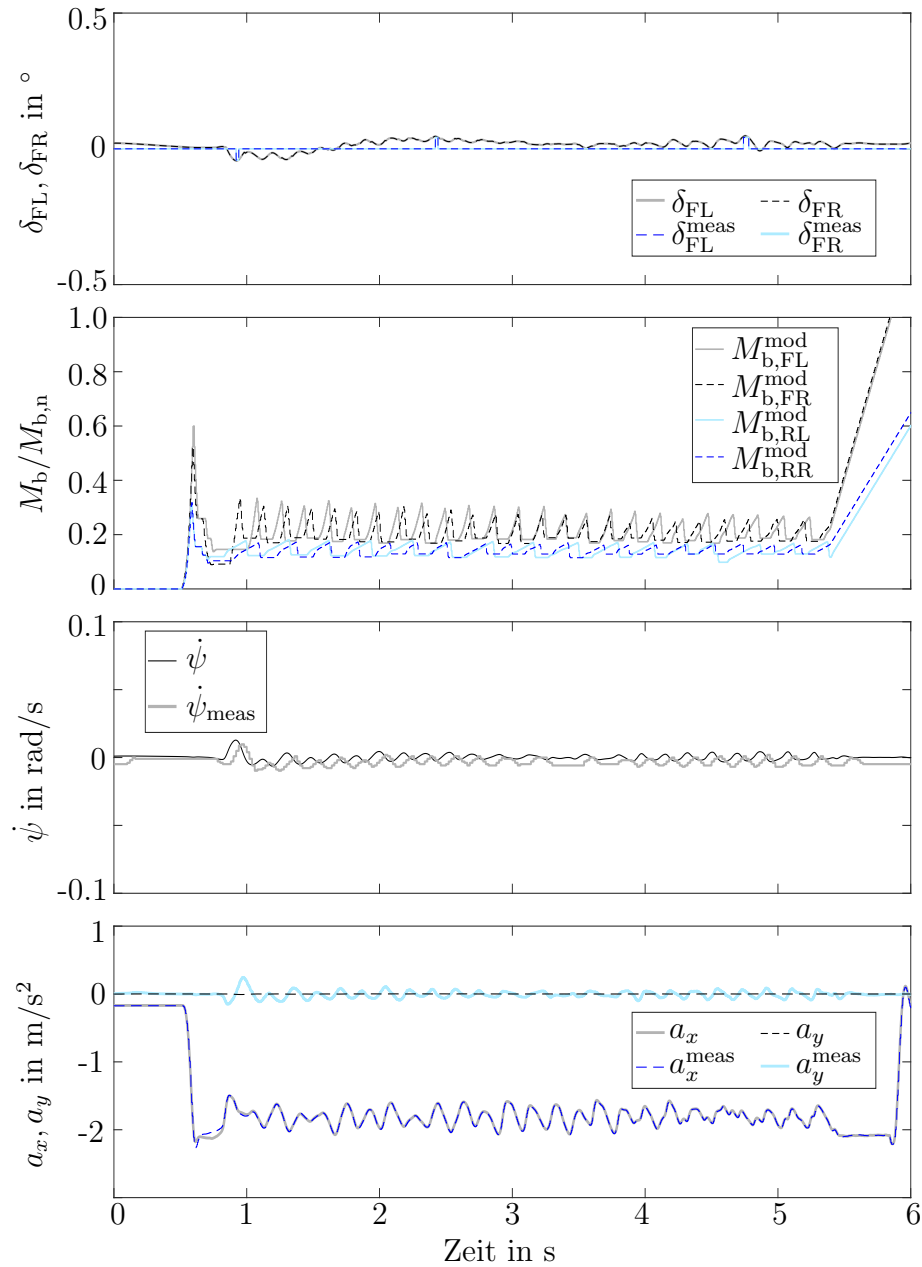 0.5
0
-0.5
δ_FL, δ_FR in °
δ_FL δ_FR
δ_FL^meas δ_FR^meas
1.0
0.8
0.6
0.4
0.2
0
M_b/M_b,n
M_b,FL^mod
M_b,FR^mod
M_b,RL^mod
M_b,RR^mod
0.1
0
-0.1
ψ̇ in rad/s
ψ̇
ψ̇_meas
1
0
-1
-2
a_x, a_y in m/s²
a_x a_y
a_x^meas a_y^meas
0 1 2 3 4 5 6
Zeit in s